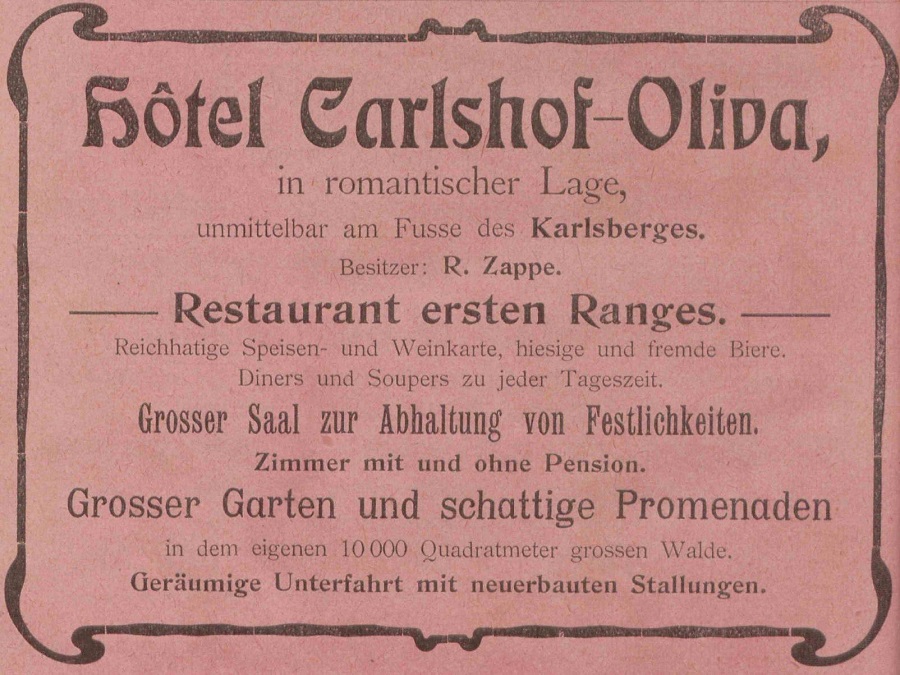 Hôtel Carlshof-Oliva,
in romantischer Lage,
unmittelbar am Fusse des Karlsberges.
Besitzer: R. Zappe.
Restaurant ersten Ranges.
Reichhatige Speisen- und Weinkarte, hiesige und fremde Biere.
Diners und Soupers zu jeder Tageszeit.
Grosser Saal zur Abhaltung von Festlichkeiten.
Zimmer mit und ohne Pension.
Grosser Garten und schattige Promenaden
in dem eigenen 10 000 Quadratmeter grossen Walde.
Geräumige Unterfahrt mit neuerbauten Stallungen.